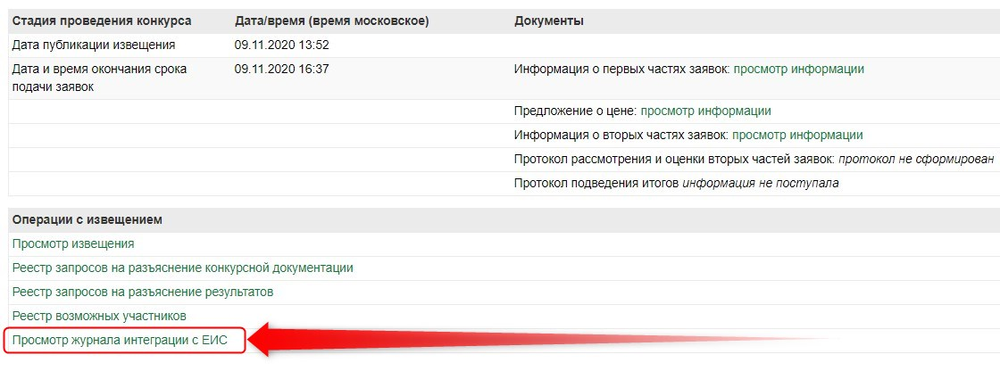 Стадия проведения конкурса Дата/время (время московское) Документы
Дата публикации извещения 09.11.2020 13:52
Дата и время окончания срока 09.11.2020 16:37 Информация о первых частях заявок: просмотр информации
подачи заявок
Предложение о цене: просмотр информации
Информация о вторых частях заявок: просмотр информации
Протокол рассмотрения и оценки вторых частей заявок: протокол не сформирован
Протокол подведения итогов информация не поступала
Операции с извещением
Просмотр извещения
Реестр запросов на разъяснение конкурсной документации
Реестр запросов на разъяснение результатов
Реестр возможных участников
Просмотр журнала интеграции с ЕИС